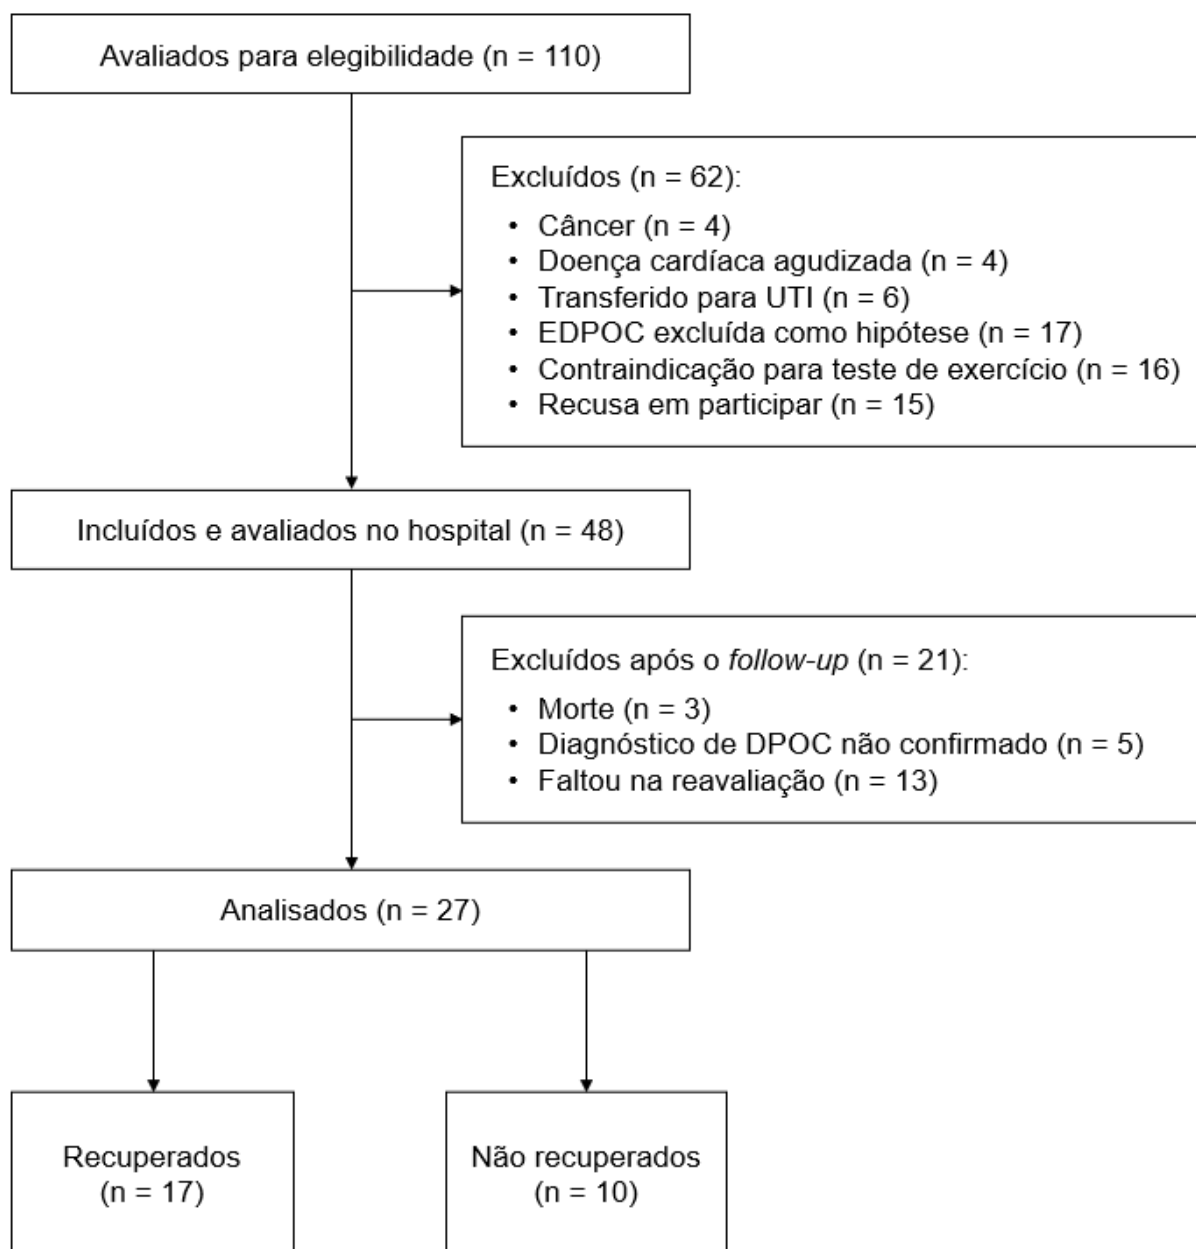 Avaliados para elegibilidade (n = 110)
Excluídos (n = 62):
• Câncer (n = 4)
• Doença cardíaca agudizada (n = 4)
• Transferido para UTI (n = 6)
• EDPOC excluída como hipótese (n = 17)
• Contraindicação para teste de exercício (n = 16)
• Recusa em participar (n = 15)
Incluídos e avaliados no hospital (n = 48)
Excluídos após o follow-up (n = 21):
• Morte (n = 3)
• Diagnóstico de DPOC não confirmado (n = 5)
• Faltou na reavaliação (n = 13)
Analisados (n = 27)
Recuperados
(n = 17)
Não recuperados
(n = 10)